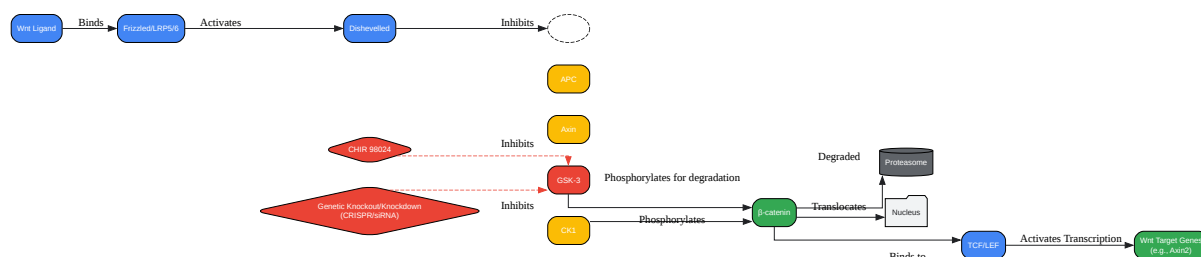 Wnt Ligand
Binds
Frizzled/LRP5/6
Activates
Dishevelled
Inhibits
APC
Axin
CHIR 98024
Inhibits
GSK-3
Phosphorylates for degradation
Degraded
Proteasome
Genetic Knockout/Knockdown
(CRISPR/siRNA)
Inhibits
CK1
Phosphorylates
β-catenin
Translocates
Nucleus
Binds to
TCF/LEF
Activates Transcription
Wnt Target Genes
(e.g., Axin2)